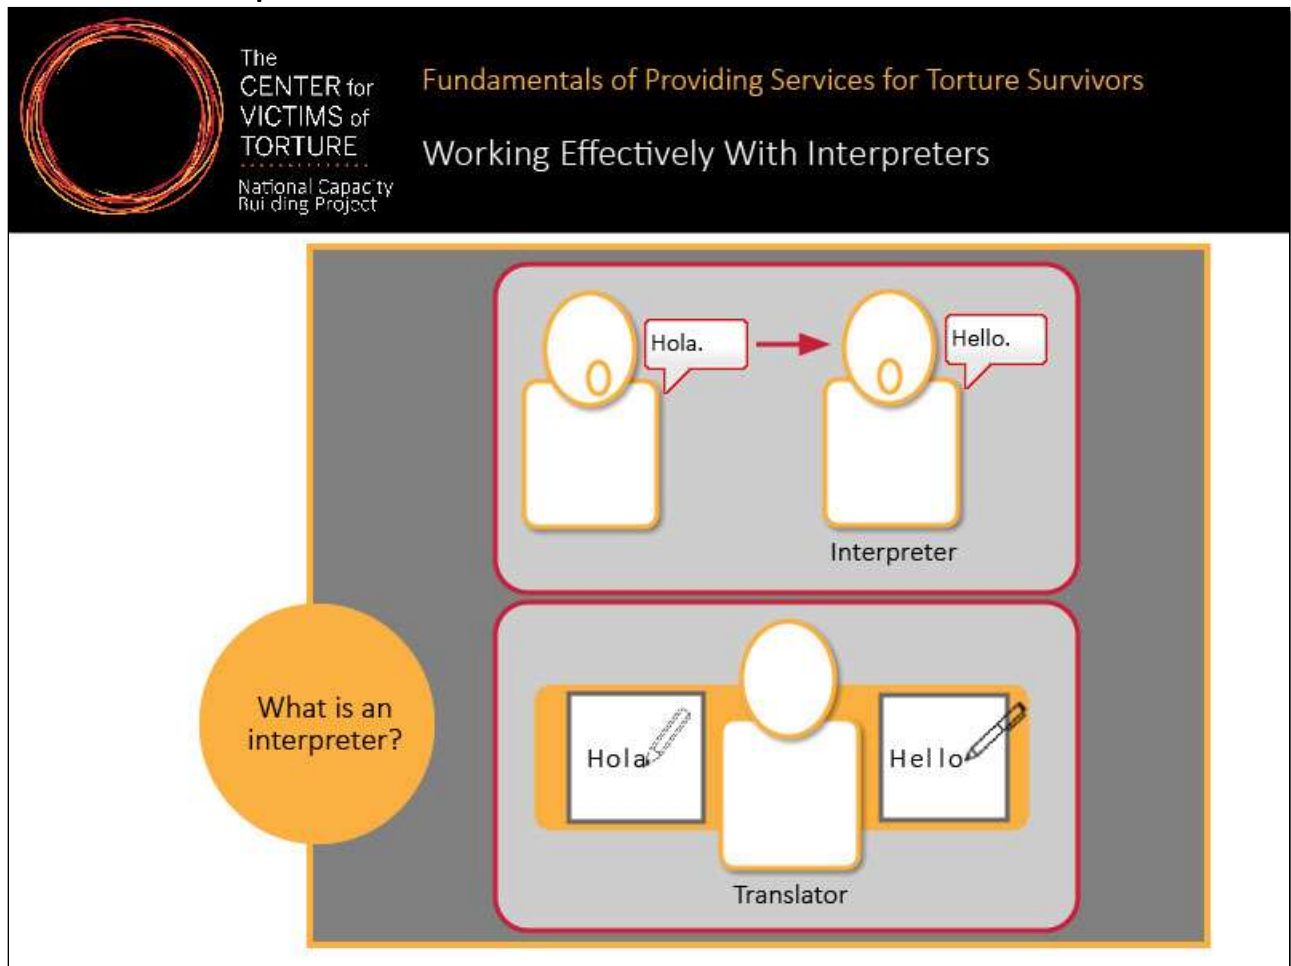 The
CENTER for
VICTIMS of
TORTURE
National Capacity
Building Project
Fundamentals of Providing Services for Torture Survivors
Working Effectively With Interpreters
Hola.
Hello.
Interpreter
What is an
interpreter?
Hola
Hello
Translator